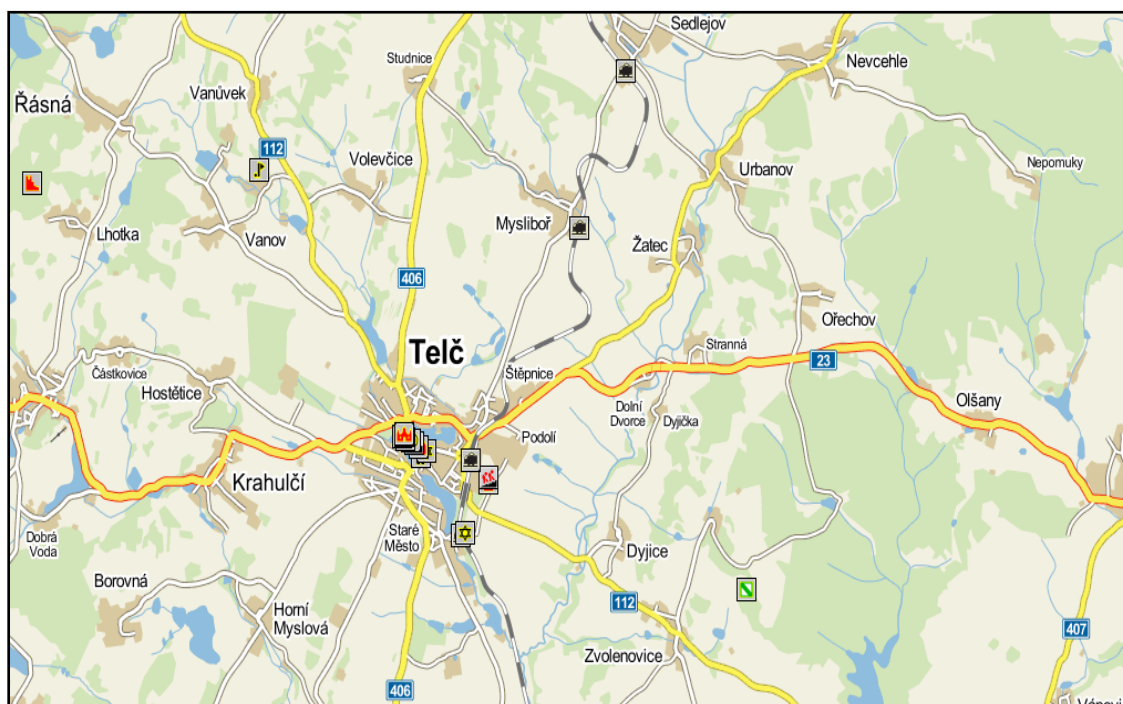 Sedlejov
Studnice
Nevcehle
Vanůvek
Řásná
112
Volevčice
Nepomuky
Urbanov
Mysliboř
Lhotka
Vanov
Žatec
406
Ořechov
Telč
Stranná
23
Částkovice
Štěpnice
Hostětice
Olšany
Dolní
Dvorce
Dyjička
Podolí
Krahulčí
Staré
Město
Dobrá
Voda
Dyjice
Borovná
112
Horní
Myslová
407
Zvolenovice
406